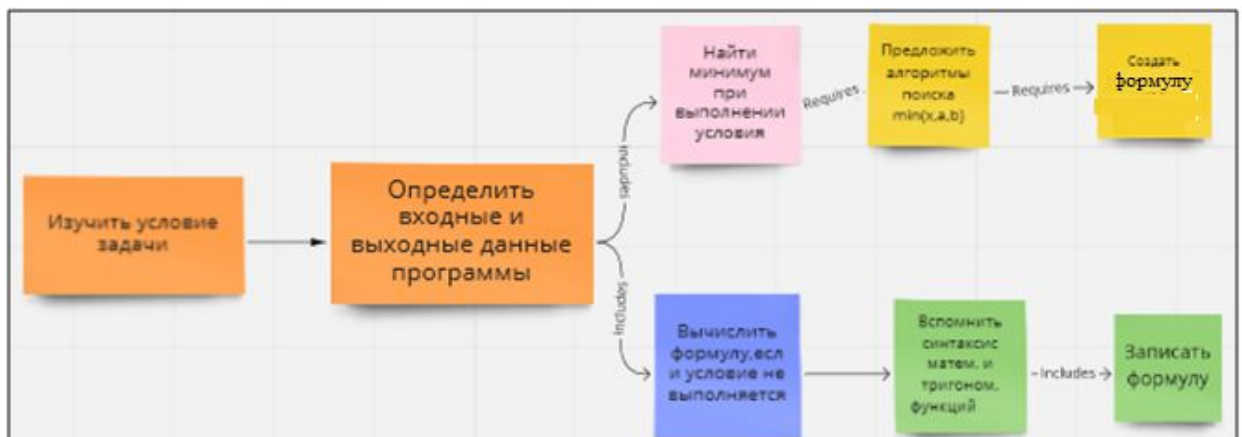 Изучить условие
задачи
Определить
входные и
выходные данные
программы
includes
Найти
минимум
при
выполнении
условия
Requires
Предложить
алгоритмы
поиска
min(x,a,b)
Requires
Создать
формулу
includes
Вычислить
формулу,есл
и условие не
выполняется
Вспомнить
синтаксис
матем. и
тригоном.
функций
Includes
Записать
формулу